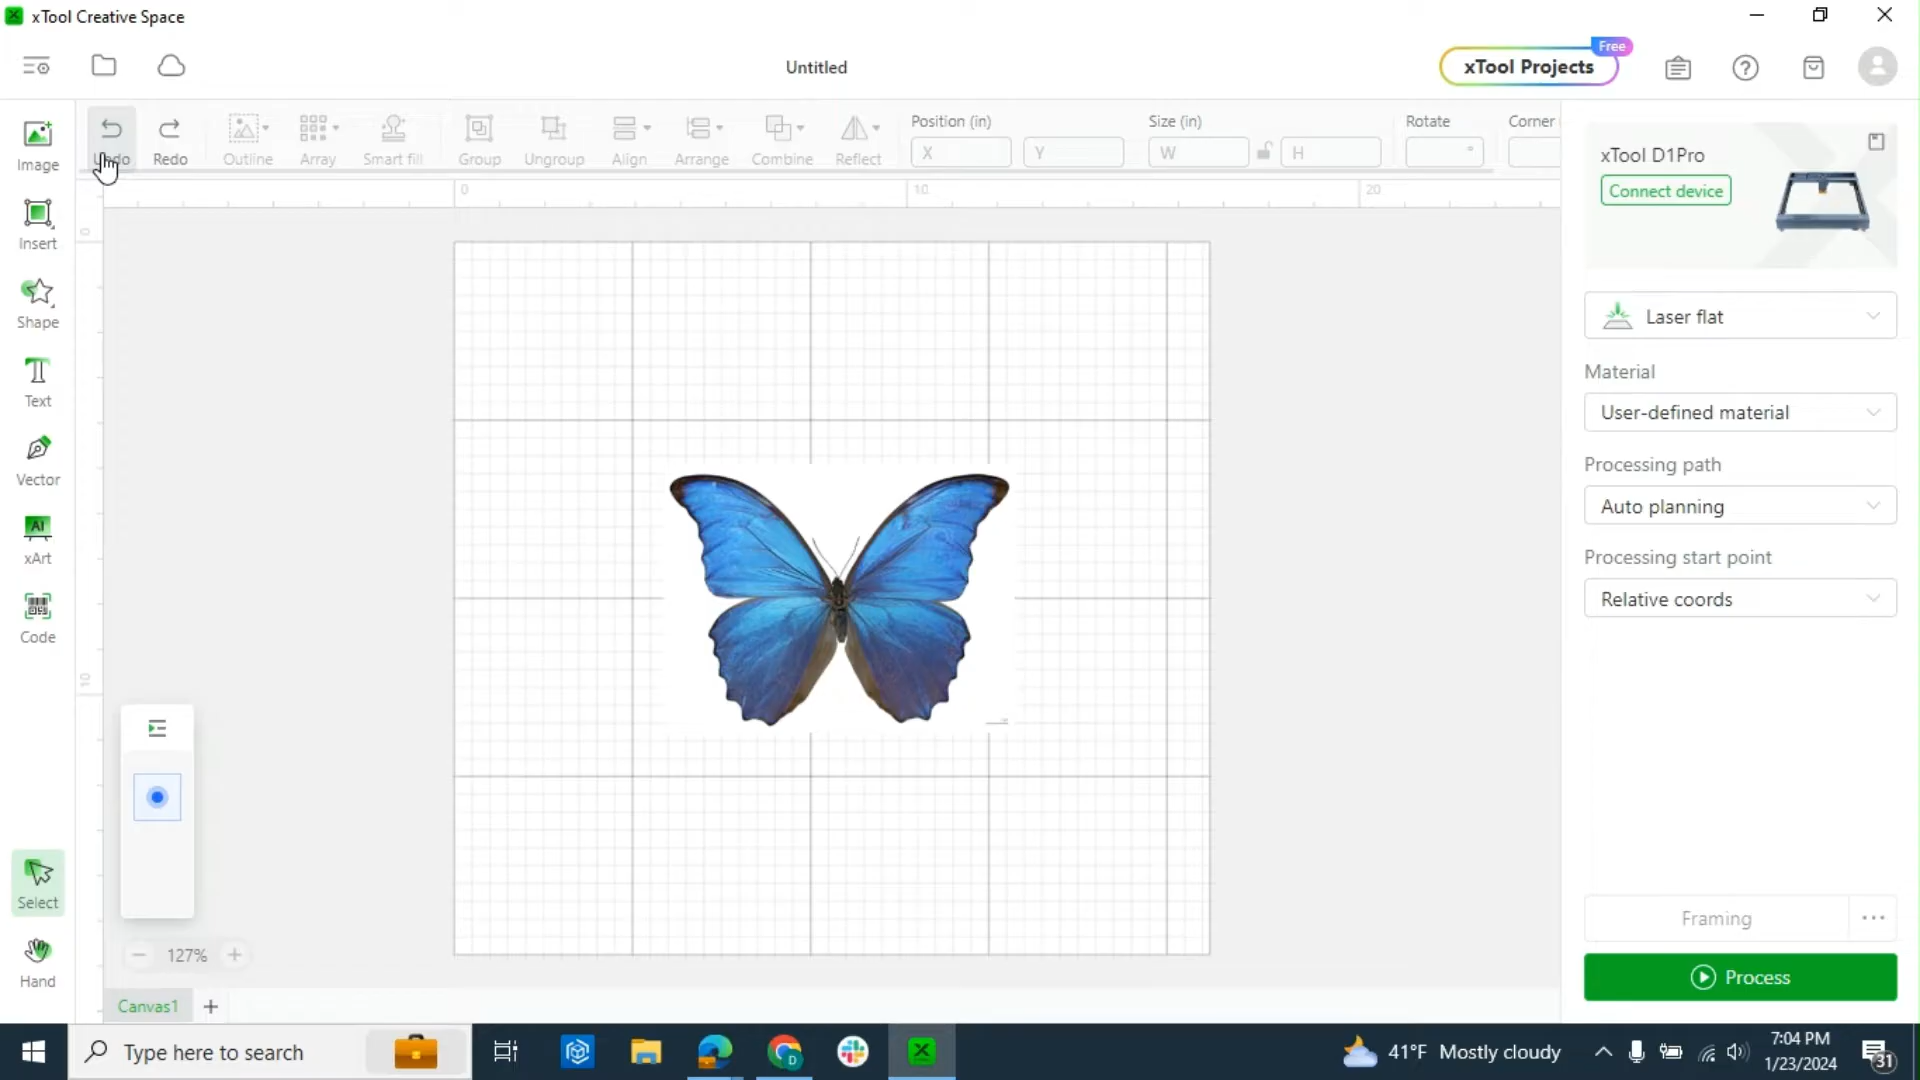 xTool Creative Space
Untitled
Free
xTool Projects
Image
Insert
Shape
Text
Vector
AI
xArt
Code
Select
Hand
Undo
Redo
Outline
Array
Smart fill
Group
Ungroup
Align
Arrange
Combine
Reflect
Position (in)
X
Y
Size (in)
W
H
Rotate
°
Corner
0
10
20
0
10
127%
Canvas1
xTool D1Pro
Connect device
Laser flat
Material
User-defined material
Processing path
Auto planning
Processing start point
Relative coords
Framing
Process
Type here to search
41°F Mostly cloudy
7:04 PM
1/23/2024
31